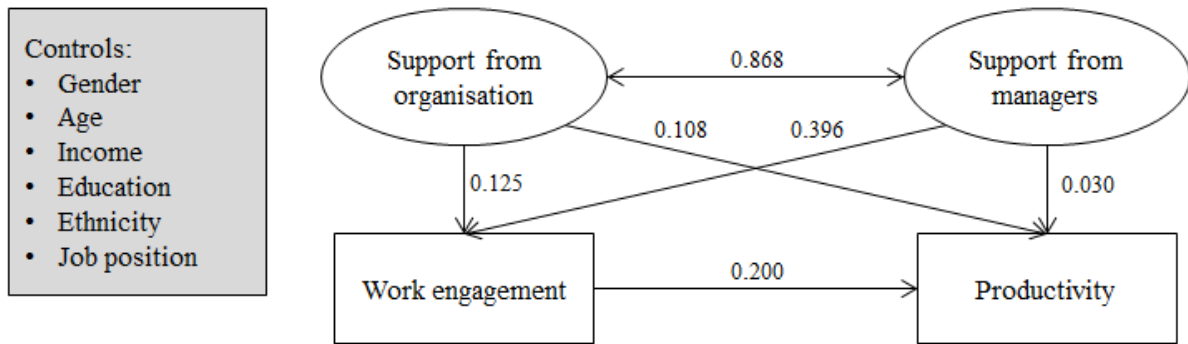 Controls:
• Gender
• Age
• Income
• Education
• Ethnicity
• Job position
Support from
organisation
0.868
Support from
managers
0.108
0.396
0.125
0.030
Work engagement
0.200
Productivity